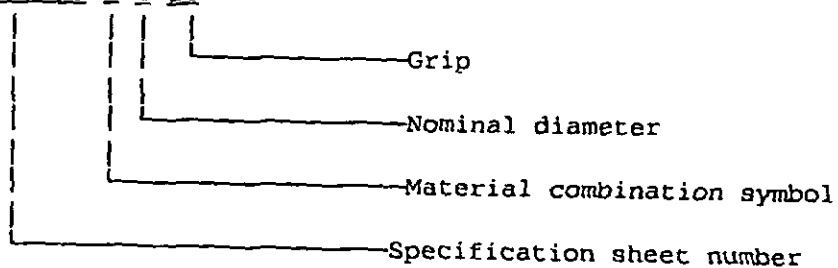 Grip
Nominal diameter
Material combination symbol
Specification sheet number